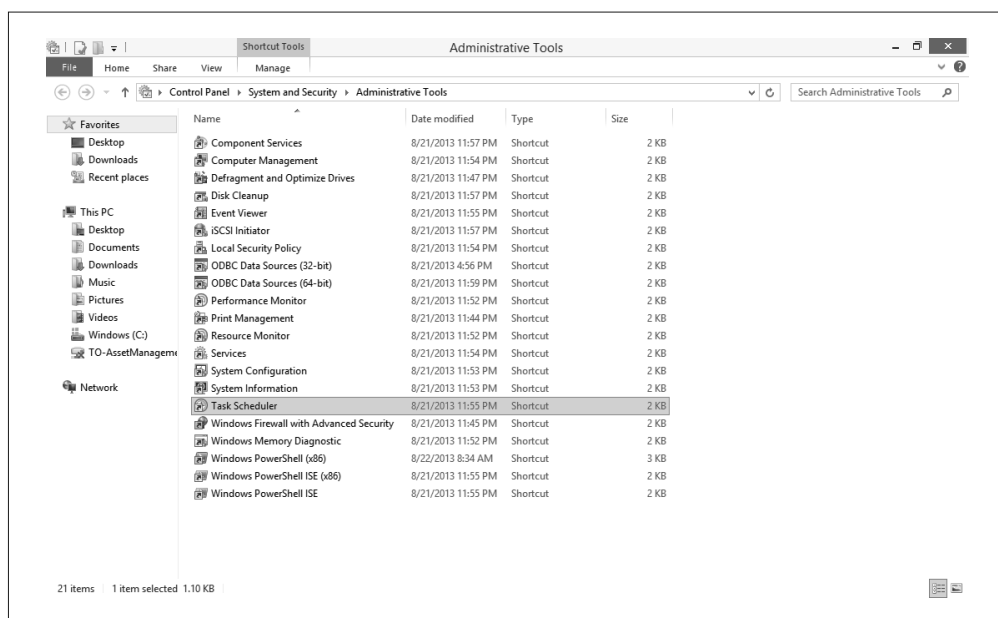 Shortcut Tools
Administrative Tools
File Home Share View Manage
Control Panel System and Security Administrative Tools
Search Administrative Tools
Favorites
Desktop
Downloads
Recent places
This PC
Desktop
Documents
Downloads
Music
Pictures
Videos
Windows (C:)
TO-AssetManageme
Network
Name Date modified Type Size
Component Services 8/21/2013 11:57 PM Shortcut 2 KB
Computer Management 8/21/2013 11:54 PM Shortcut 2 KB
Defragment and Optimize Drives 8/21/2013 11:47 PM Shortcut 2 KB
Disk Cleanup 8/21/2013 11:57 PM Shortcut 2 KB
Event Viewer 8/21/2013 11:55 PM Shortcut 2 KB
iSCSI Initiator 8/21/2013 11:57 PM Shortcut 2 KB
Local Security Policy 8/21/2013 11:54 PM Shortcut 2 KB
ODBC Data Sources (32-bit) 8/21/2013 4:56 PM Shortcut 2 KB
ODBC Data Sources (64-bit) 8/21/2013 11:59 PM Shortcut 2 KB
Performance Monitor 8/21/2013 11:52 PM Shortcut 2 KB
Print Management 8/21/2013 11:44 PM Shortcut 2 KB
Resource Monitor 8/21/2013 11:52 PM Shortcut 2 KB
Services 8/21/2013 11:54 PM Shortcut 2 KB
System Configuration 8/21/2013 11:53 PM Shortcut 2 KB
System Information 8/21/2013 11:53 PM Shortcut 2 KB
Task Scheduler 8/21/2013 11:55 PM Shortcut 2 KB
Windows Firewall with Advanced Security 8/21/2013 11:45 PM Shortcut 2 KB
Windows Memory Diagnostic 8/21/2013 11:52 PM Shortcut 2 KB
Windows PowerShell (x86) 8/22/2013 8:34 AM Shortcut 3 KB
Windows PowerShell ISE (x86) 8/21/2013 11:55 PM Shortcut 2 KB
Windows PowerShell ISE 8/21/2013 11:55 PM Shortcut 2 KB
21 items 1 item selected 1.10 KB